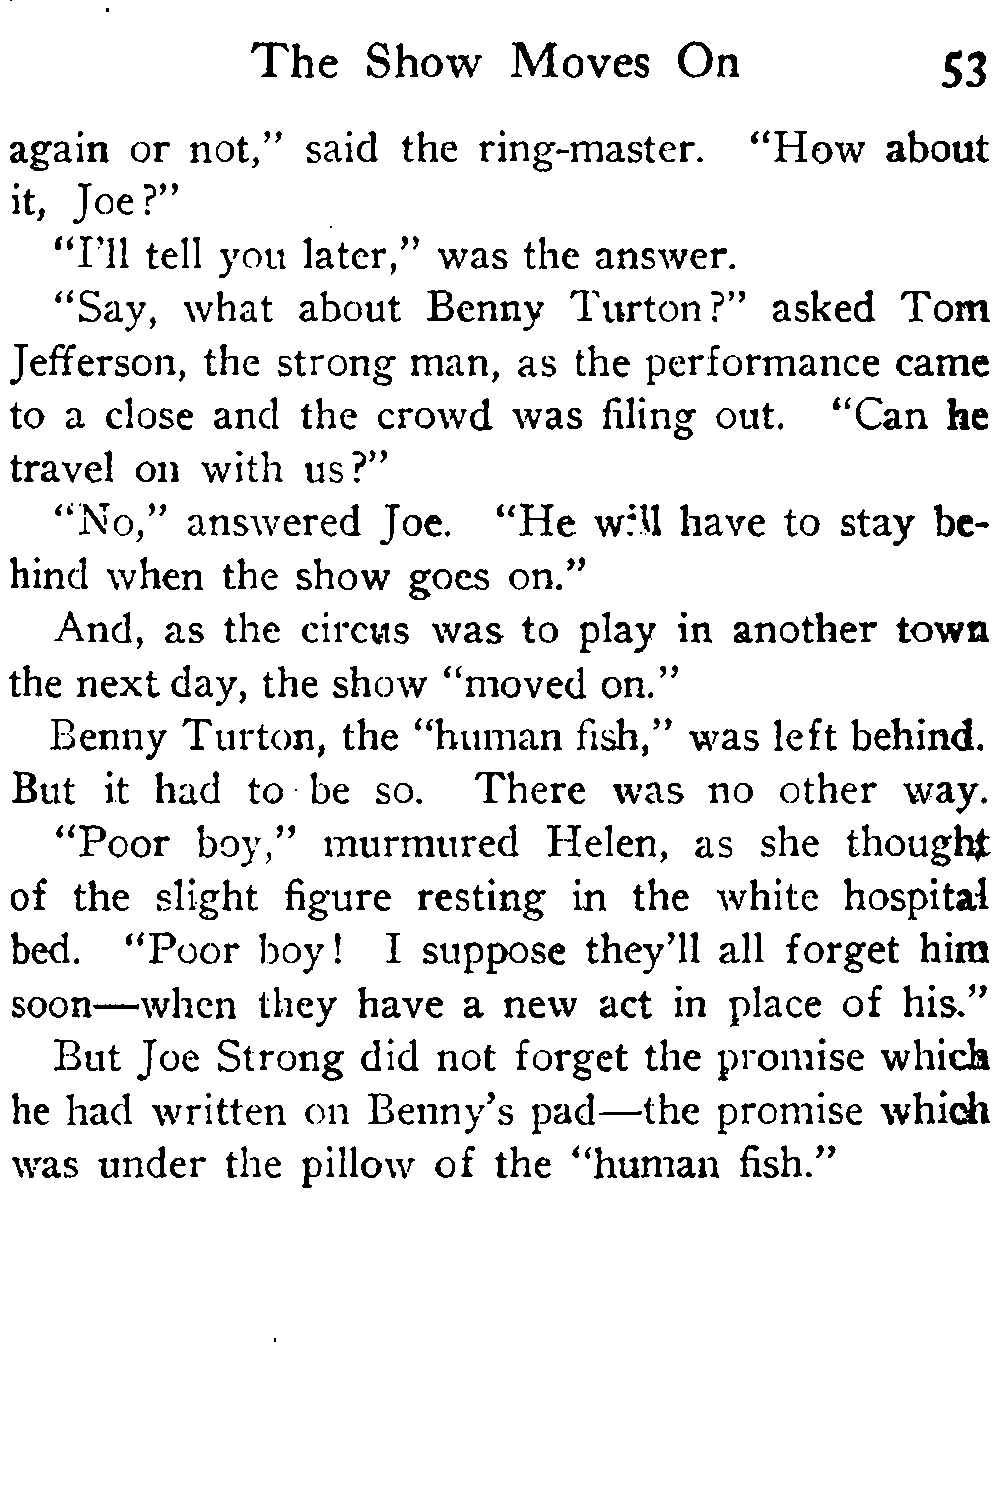 The Show Moves On 53
again or not,” said the ring-master. “How about
it, Joe?”
“I’ll tell you later,” was the answer.
“Say, what about Benny Turton?” asked Tom
Jefferson, the strong man, as the performance came
to a close and the crowd was filing out. “Can he
travel on with us?”
“No,” answered Joe. “He will have to stay be-
hind when the show goes on.”
And, as the circus was to play in another town
the next day, the show “moved on.”
Benny Turton, the “human fish,” was left behind.
But it had to be so. There was no other way.
“Poor boy,” murmured Helen, as she thought
of the slight figure resting in the white hospital
bed. “Poor boy! I suppose they’ll all forget him
soon—when they have a new act in place of his.”
But Joe Strong did not forget the promise which
he had written on Benny’s pad—the promise which
was under the pillow of the “human fish.”